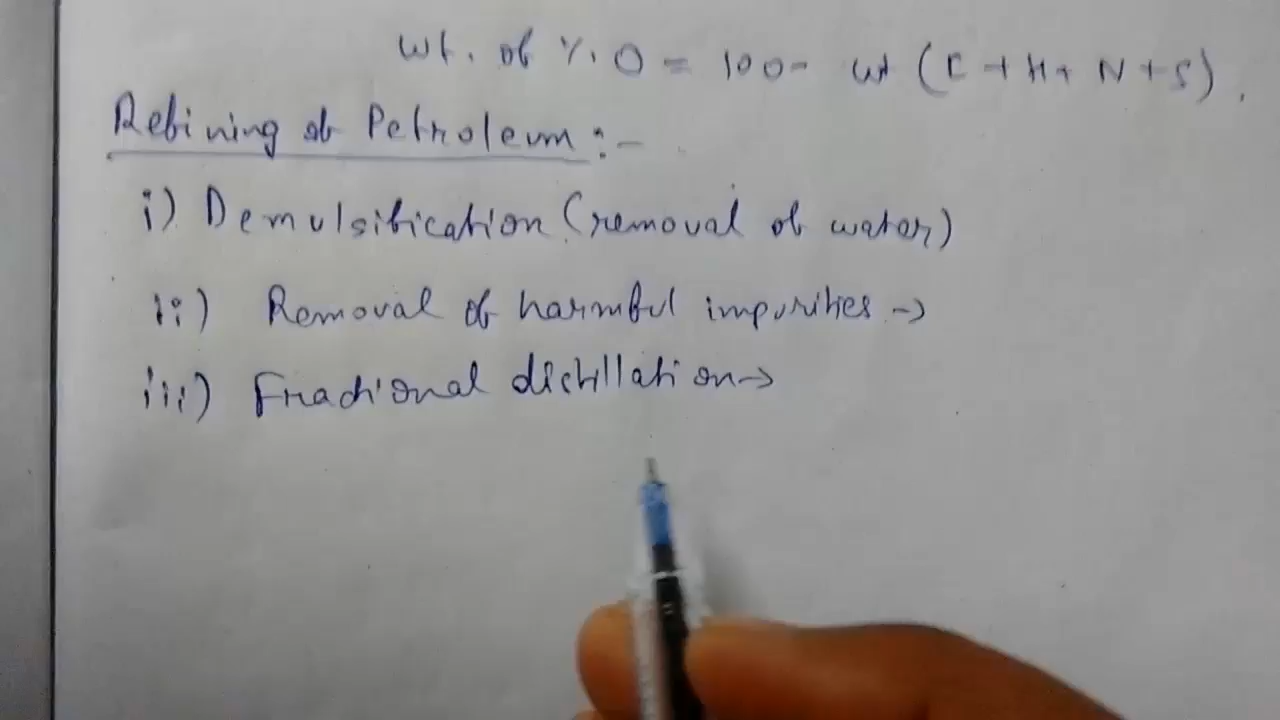 wt. of %.O = 100- wt (C+H+N+S).
Refining of Petroleum:-
i) Demulsification (removal of water)
ii) Removal of harmful impurities →
iii) Fractional distillation→